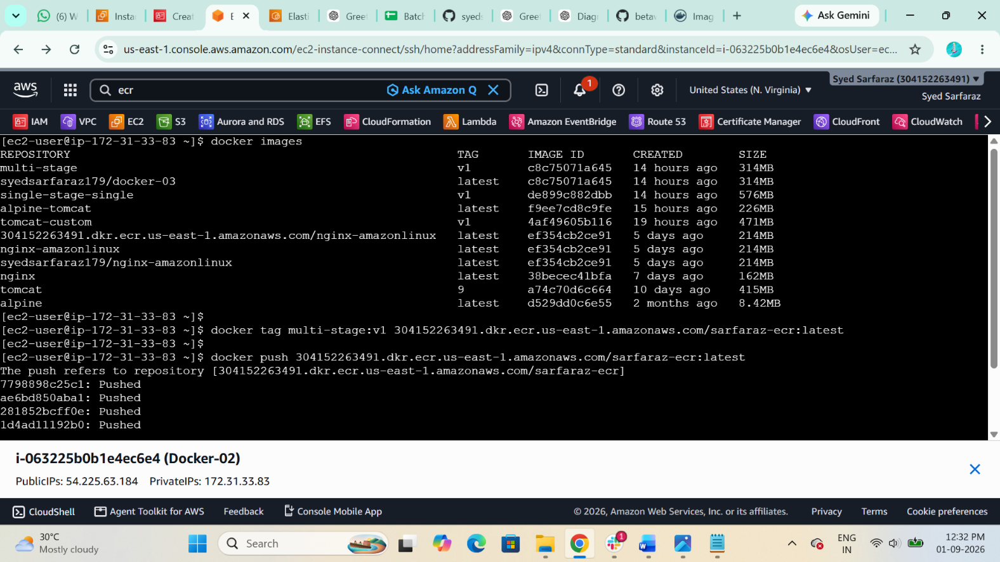 (6) W
Instan
Creat
E
Elasti
Greet
Batch
syeds
Greet
Diagr
betaw
Imag
Ask Gemini
us-east-1.console.aws.amazon.com/ec2-instance-connect/ssh/home?addressFamily=ipv4&connType=standard&instanceId=i-063225b0b1e4ec6e4&osUser=ec...
aws
ecr
Ask Amazon Q
1
United States (N. Virginia) ▼
Syed Sarfaraz (304152263491) ▼
Syed Sarfaraz
IAM VPC EC2 S3 Aurora and RDS EFS CloudFormation Lambda Amazon EventBridge Route 53 Certificate Manager CloudFront CloudWatch
[ec2-user@ip-172-31-33-83 ~]$ docker images
REPOSITORY TAG IMAGE ID CREATED SIZE
multi-stage v1 c8c75071a645 14 hours ago 314MB
syedsarfaraz179/docker-03 latest c8c75071a645 14 hours ago 314MB
single-stage-single v1 de899c882dbb 14 hours ago 576MB
alpine-tomcat latest f9ee7cd8c9fe 15 hours ago 226MB
tomcat-custom v1 4af49605b116 19 hours ago 471MB
304152263491.dkr.ecr.us-east-1.amazonaws.com/nginx-amazonlinux latest ef354cb2ce91 5 days ago 214MB
nginx-amazonlinux latest ef354cb2ce91 5 days ago 214MB
syedsarfaraz179/nginx-amazonlinux latest ef354cb2ce91 5 days ago 214MB
nginx latest 38becec41bfa 7 days ago 162MB
tomcat 9 a74c70d6c664 10 days ago 415MB
alpine latest d529dd0c6e55 2 months ago 8.42MB
[ec2-user@ip-172-31-33-83 ~]$
[ec2-user@ip-172-31-33-83 ~]$ docker tag multi-stage:v1 304152263491.dkr.ecr.us-east-1.amazonaws.com/sarfaraz-ecr:latest
[ec2-user@ip-172-31-33-83 ~]$
[ec2-user@ip-172-31-33-83 ~]$ docker push 304152263491.dkr.ecr.us-east-1.amazonaws.com/sarfaraz-ecr:latest
The push refers to repository [304152263491.dkr.ecr.us-east-1.amazonaws.com/sarfaraz-ecr]
7798898c25c1: Pushed
ae6bd850aba1: Pushed
281852bcff0e: Pushed
1d4ad11192b0: Pushed
i-063225b0b1e4ec6e4 (Docker-02)
PublicIPs: 54.225.63.184 PrivateIPs: 172.31.33.83
CloudShell Agent Toolkit for AWS Feedback Console Mobile App © 2026, Amazon Web Services, Inc. or its affiliates. Privacy Terms Cookie preferences
30°C
Mostly cloudy
Search
1
ENG
IN
12:32 PM
01-09-2026